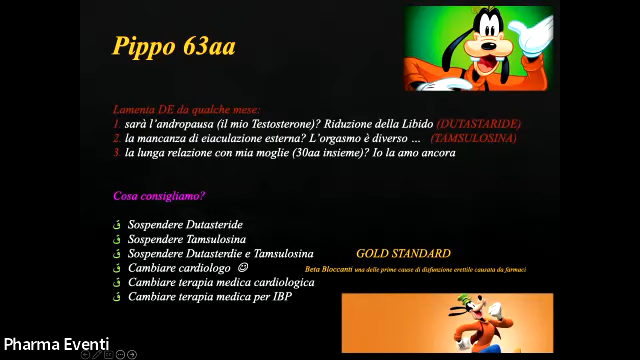 Pippo 63aa
Lamenta DE da qualche mese:
1. sarà l'andropausa (il mio Testosterone)? Riduzione della Libido (DUTASTARIDE)
2. la mancanza di eiaculazione esterna? L'orgasmo è diverso … (TAMSULOSINA)
3. la lunga relazione con mia moglie (30aa insieme)? Io la amo ancora
Cosa consigliamo?
ق Sospendere Dutasteride
ق Sospendere Tamsulosina
ق Sospendere Dutasterdie e Tamsulosina GOLD STANDARD
ق Cambiare cardiologo ☺ Beta Bloccanti una delle prime cause di disfunzione erettile causata da farmaci
ق Cambiare terapia medica cardiologica
ق Cambiare terapia medica per IBP
Pharma Eventi